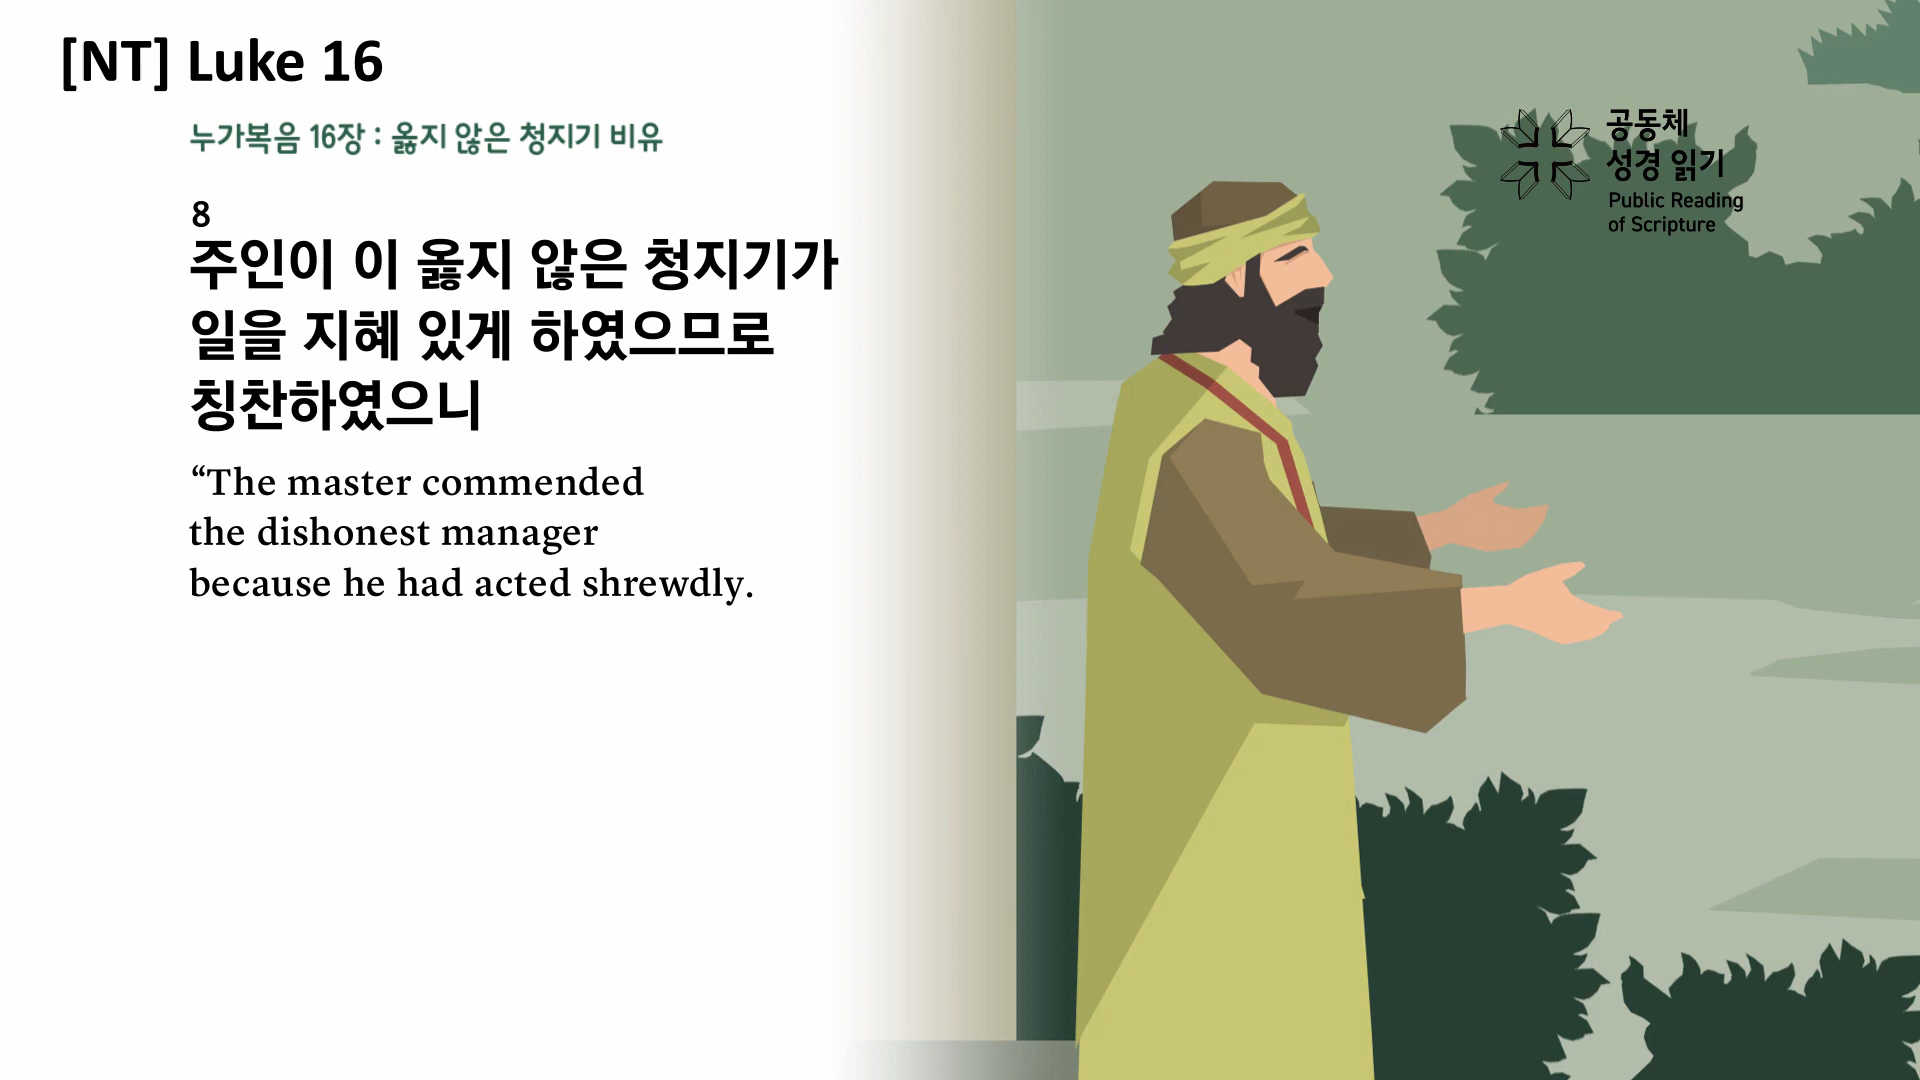 [NT] Luke 16
누가복음 16장 : 옳지 않은 청지기 비유
8
주인이 이 옳지 않은 청지기가
일을 지혜 있게 하였으므로
칭찬하였으니
“The master commended
the dishonest manager
because he had acted shrewdly.
공동체
성경 읽기
Public Reading
of Scripture